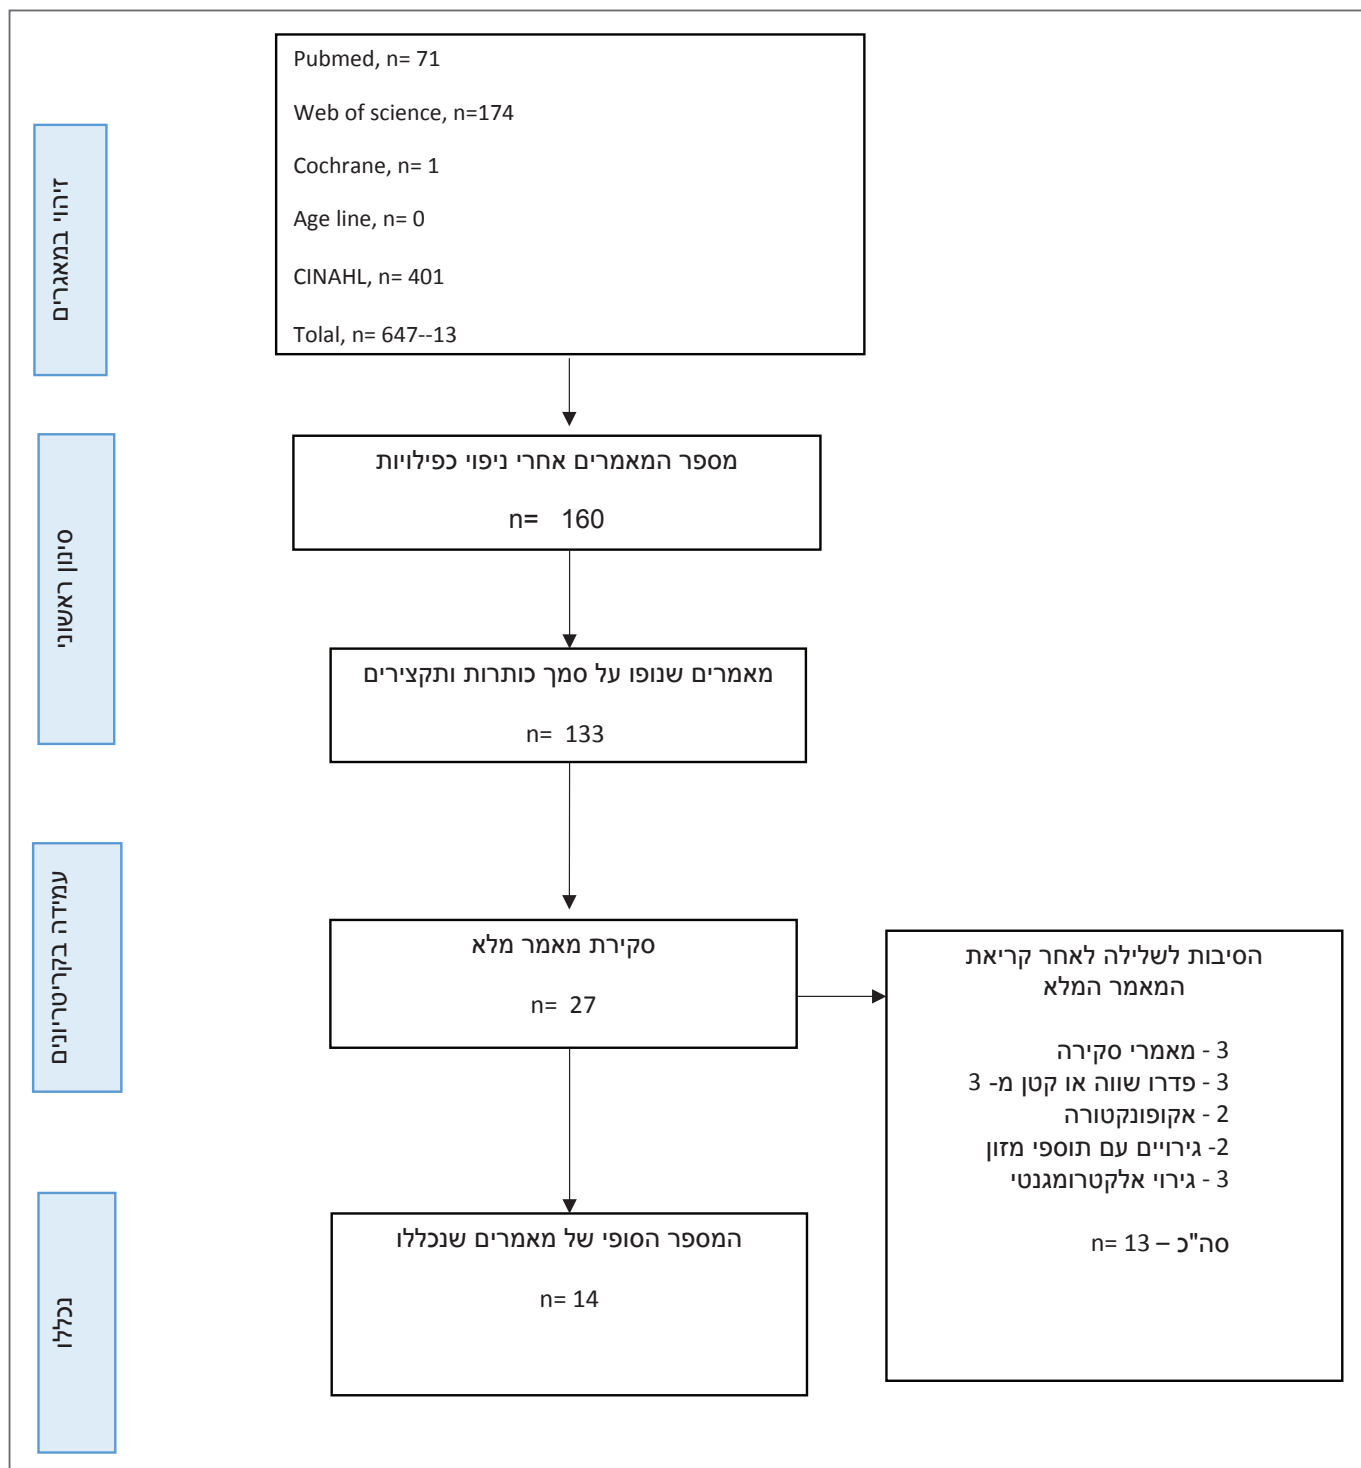 Pubmed, n= 71
Web of science, n=174
Cochrane, n= 1
Age line, n= 0
CINAHL, n= 401
Tolal, n= 647--13
זיהוי במאגרים
מספר המאמרים אחרי ניפוי כפילויות
n= 160
סינון ראשוני
מאמרים שנופו על סמך כותרות ותקצירים
n= 133
עמידה בקריטריונים
סקירת מאמר מלא
n= 27
הסיבות לשלילה לאחר קריאת
המאמר המלא
3 - מאמרי סקירה
3 - פדרו שווה או קטן מ- 3
2 - אקופונקטורה
2- גירויים עם תוספי מזון
3 - גירוי אלקטרומגנטי
סה"כ – n= 13
המספר הסופי של מאמרים שנכללו
n= 14
נכללו